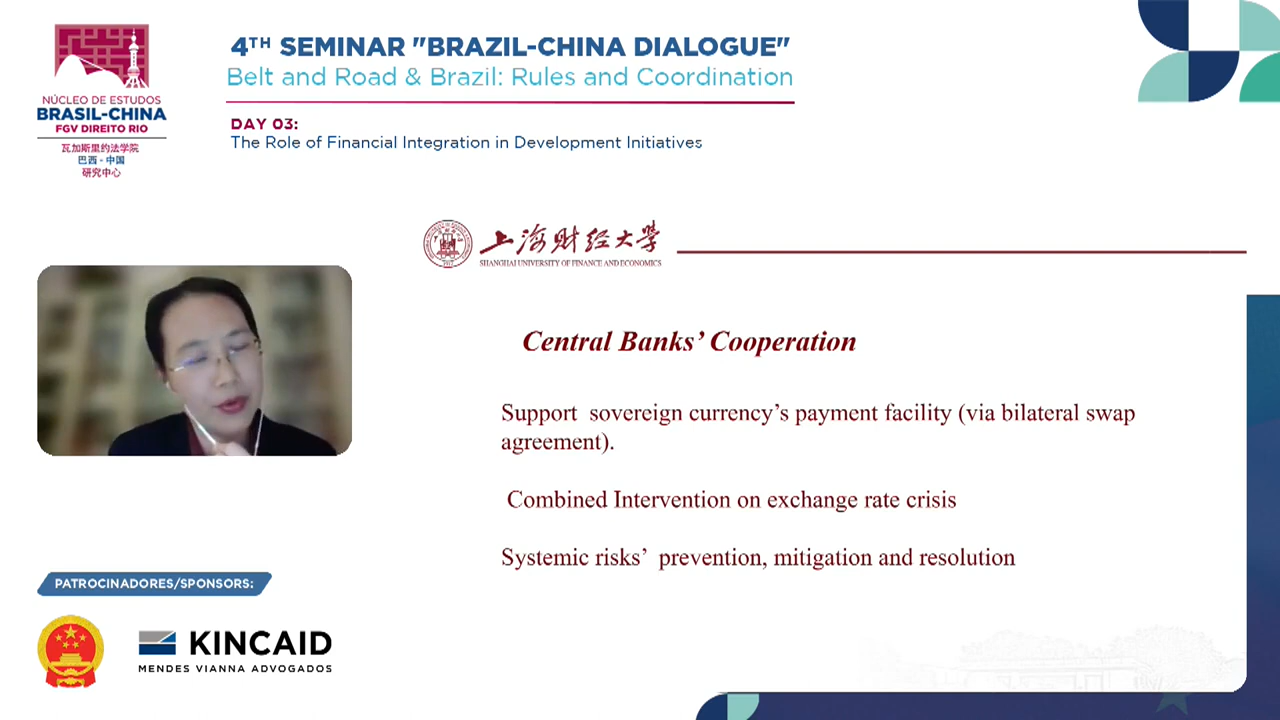 4TH SEMINAR "BRAZIL-CHINA DIALOGUE"
Belt and Road & Brazil: Rules and Coordination
DAY 03:
The Role of Financial Integration in Development Initiatives
NÚCLEO DE ESTUDOS
BRASIL-CHINA
FGV DIREITO RIO
瓦加斯里约法学院
巴西 - 中国
研究中心
上海财经大学
SHANGHAI UNIVERSITY OF FINANCE AND ECONOMICS
Central Banks’ Cooperation
Support  sovereign currency’s payment facility (via bilateral swap
agreement).
Combined Intervention on exchange rate crisis
Systemic risks’  prevention, mitigation and resolution
PATROCINADORES/SPONSORS:
KINCAID
MENDES VIANNA ADVOGADOS